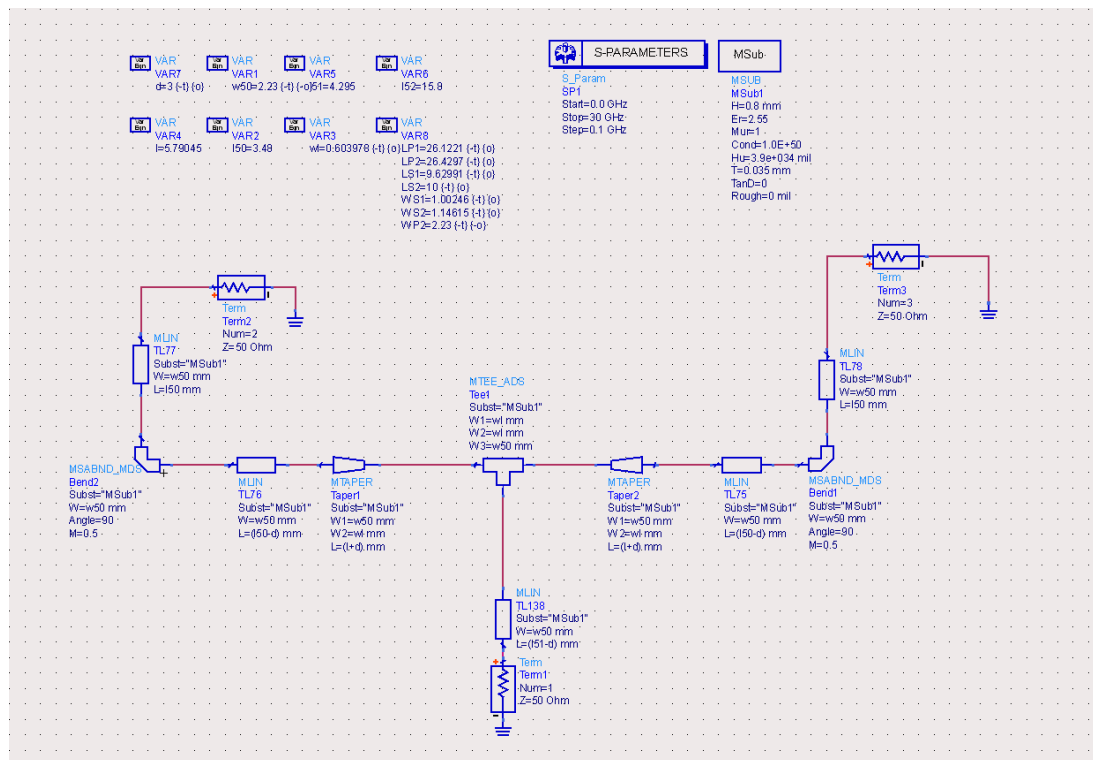 VAR
VAR7
d=3 {-t} {o}
VAR
VAR1
w50=2.23 {-t} {-o}
VAR
VAR5
l51=4.295
VAR
VAR6
l52=15.8
VAR
VAR4
l=5.79045
VAR
VAR2
l50=3.48
VAR
VAR3
wl=0.603978 {-t} {o}
VAR
VAR8
LP1=26.1221 {-t} {o}
LP2=26.4297 {-t} {o}
LS1=9.62991 {-t} {o}
LS2=10 {-t} {o}
WS1=1.00246 {-t} {o}
WS2=1.14615 {-t} {o}
WP2=2.23 {-t} {-o}
S-PARAMETERS
S_Param
SP1
Start=0.0 GHz
Stop=30 GHz
Step=0.1 GHz
MSub
MSUB
MSub1
H=0.8 mm
Er=2.55
Mur=1
Cond=1.0E+50
Hu=3.9e+034 mil
T=0.035 mm
TanD=0
Rough=0 mil
Term
Term2
Num=2
Z=50 Ohm
Term
Term3
Num=3
Z=50 Ohm
MLIN
TL77
Subst="MSub1"
W=w50 mm
L=l50 mm
MLIN
TL78
Subst="MSub1"
W=w50 mm
L=l50 mm
MTEE_ADS
Tee1
Subst="MSub1"
W1=wl mm
W2=wl mm
W3=w50 mm
MSABND_MDS
Bend2
Subst="MSub1"
W=w50 mm
Angle=90
M=0.5
MLIN
TL76
Subst="MSub1"
W=w50 mm
L=(l50-d) mm
MTAPER
Taper1
Subst="MSub1"
W1=w50 mm
W2=wl mm
L=(l+d) mm
MTAPER
Taper2
Subst="MSub1"
W1=w50 mm
W2=wl mm
L=(l+d) mm
MLIN
TL75
Subst="MSub1"
W=w50 mm
L=(l50-d) mm
MSABND_MDS
Bend1
Subst="MSub1"
W=w50 mm
Angle=90
M=0.5
MLIN
TL138
Subst="MSub1"
W=w50 mm
L=(l51-d) mm
Term
Term1
Num=1
Z=50 Ohm